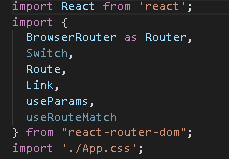 import React from 'react';
import {
  BrowserRouter as Router,
  Switch,
  Route,
  Link,
  useParams,
  useRouteMatch
} from "react-router-dom";
import './App.css';